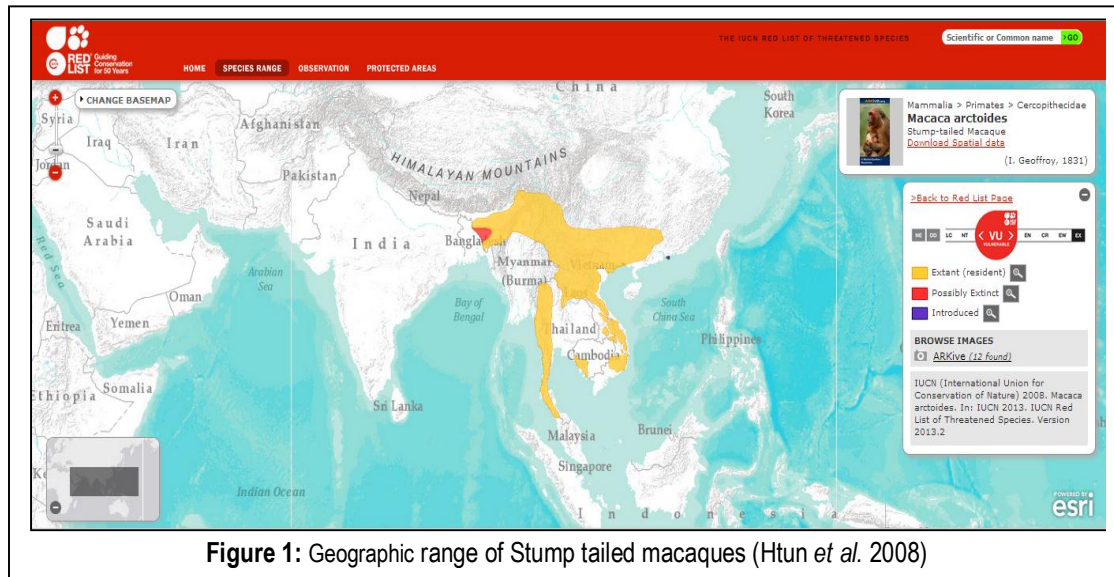 RED LIST Guiding Conservation for 50 Years
THE IUCN RED LIST OF THREATENED SPECIES
Scientific or Common name >GO
HOME SPECIES RANGE OBSERVATION PROTECTED AREAS
CHANGE BASEMAP
China
South Korea
Syria
Iraq
Iran
Afghanistan
Jordan
Pakistan
HIMALAYAN MOUNTAINS
Nepal
Saudi Arabia
Red Sea
India
Bangladesh
Myanmar (Burma)
Vietnam
Laos
Arabian Sea
Oman
Bay of Bengal
South China Sea
Thailand
Philippines
Eritrea
Yemen
Cambodia
Somalia
Ethiopia
Sri Lanka
Malaysia
Brunei
Singapore
Indian Ocean
Indonesia
Mammalia > Primates > Cercopithecidae
Macaca arctoides
Stump-tailed Macaque
Download Spatial data
(I. Geoffroy, 1831)
>Back to Red List Page
NE DD LC NT < VU > EN CR EW EX
VULNERABLE
Extant (resident)
Possibly Extinct
Introduced
BROWSE IMAGES
ARKive (12 found)
IUCN (International Union for
Conservation of Nature) 2008. Macaca
arctoides. In: IUCN 2013. IUCN Red
List of Threatened Species. Version
2013.2
POWERED BY
esri
Figure 1: Geographic range of Stump tailed macaques (Htun et al. 2008)